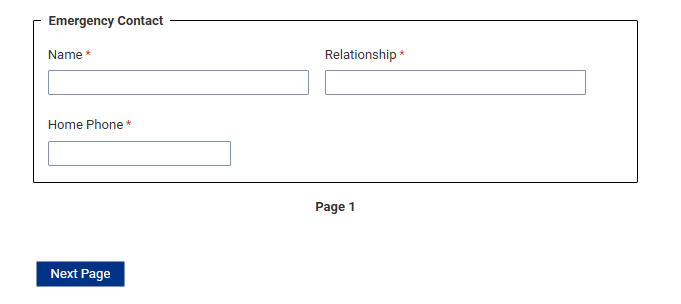 Emergency Contact
Name * Relationship *
Home Phone *
Page 1
Next Page